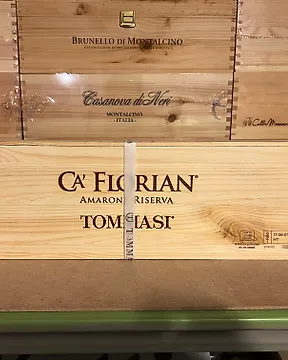 BRUNELLO DI MONTALCINO
Casanova di Neri
MONTALCINO
- ITALIA -
CA' FLORIAN
AMARONE RISERVA
TOMMASI